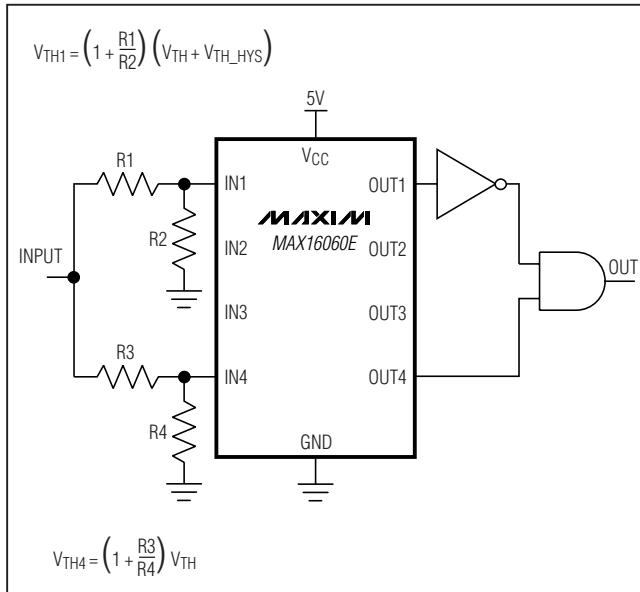 V_TH1 = (1 + R1/R2) (V_TH + V_TH_HYS)
5V
VCC
R1
IN1
OUT1
MAXIM
MAX16060E
R2
IN2
OUT2
INPUT
OUT
IN3
OUT3
R3
IN4
OUT4
R4
GND
V_TH4 = (1 + R3/R4) V_TH